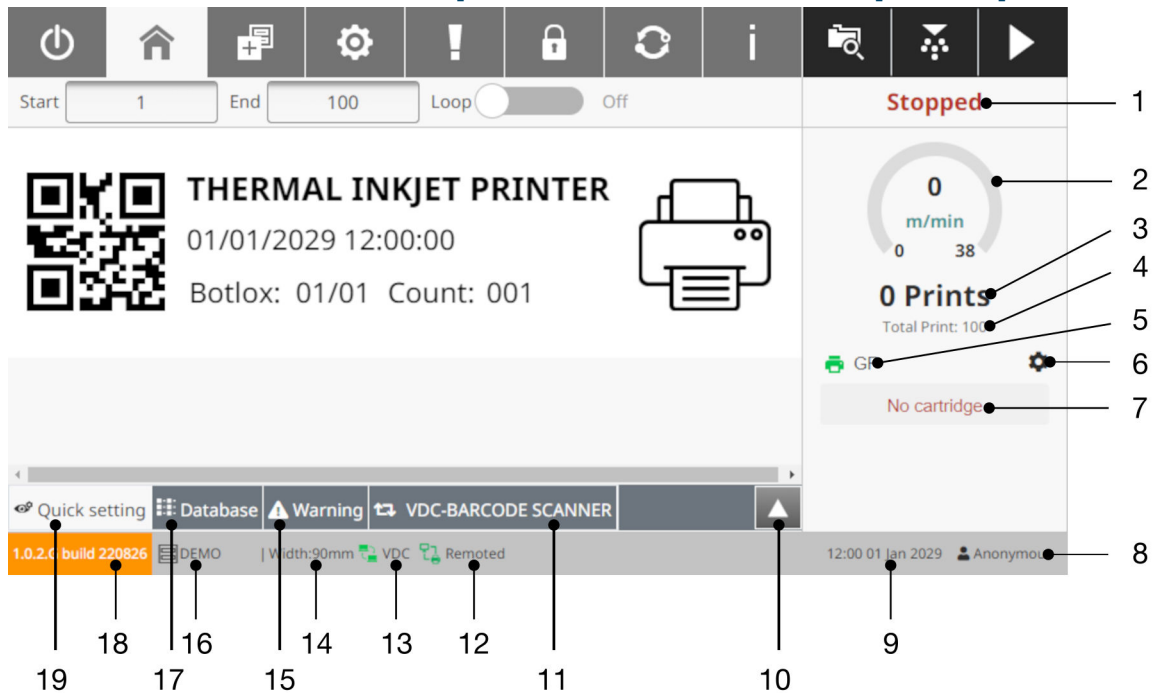 Start 1 End 100 Loop Off
Stopped 1
THERMAL INKJET PRINTER
01/01/2029 12:00:00
Botlox: 01/01 Count: 001
0 2
m/min
0 38 3
0 Prints 4
Total Print: 100 5
GP 6
No cartridge 7
Quick setting Database Warning VDC-BARCODE SCANNER
1.0.2.G build 220826 DEMO | Width:90mm VDC Remoted 12:00 01 Jan 2029 Anonymous 8
18 16 14 13 12 9
19 17 15 11 10